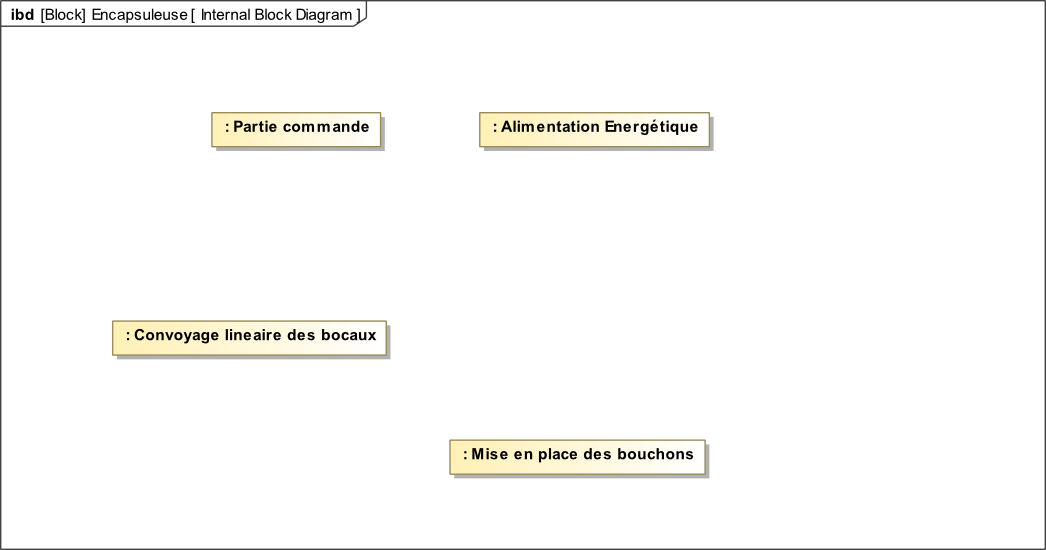 ibd [Block] Encapsuleuse [ Internal Block Diagram ]
: Partie commande
: Alimentation Energétique
: Convoyage lineaire des bocaux
: Mise en place des bouchons